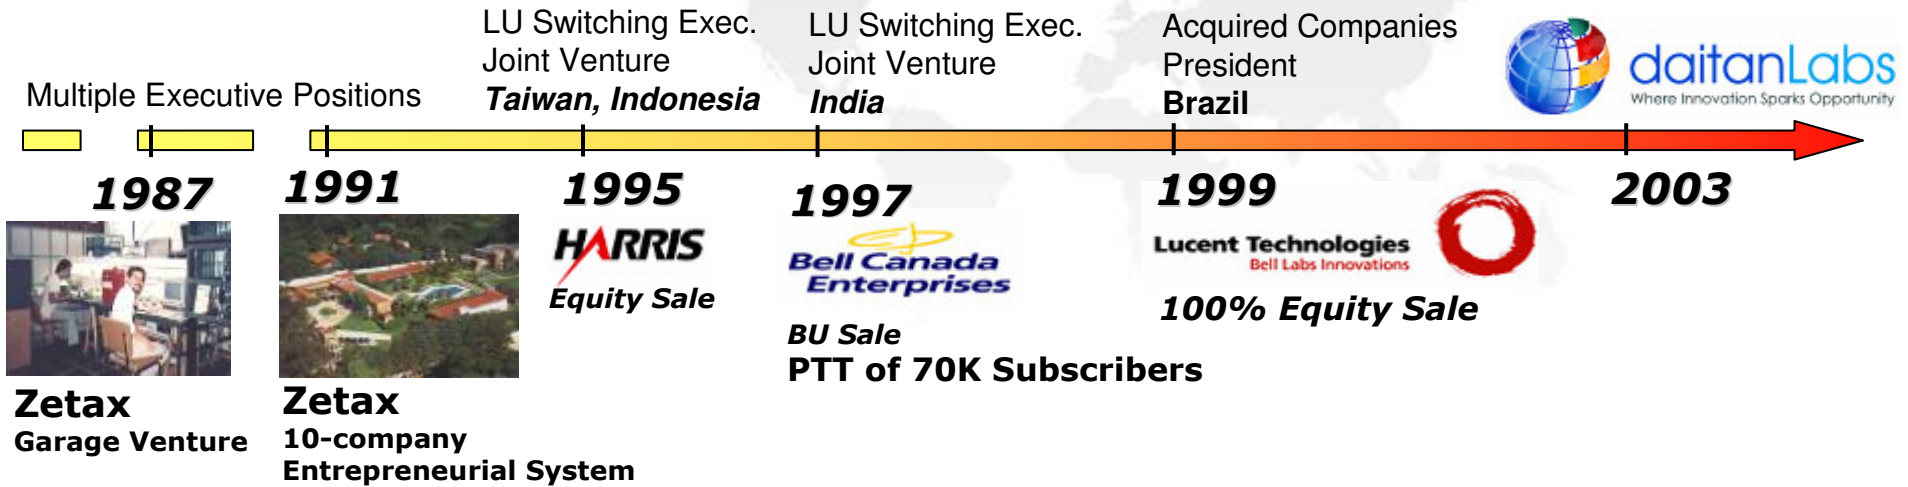 Multiple Executive Positions
LU Switching Exec.
Joint Venture
Taiwan, Indonesia
LU Switching Exec.
Joint Venture
India
Acquired Companies
President
Brazil
daitanLabs
Where Innovation Sparks Opportunity
1987
1991
1995
1997
1999
2003
Zetax
Garage Venture
Zetax
10-company
Entrepreneurial System
HARRIS
Equity Sale
Bell Canada
Enterprises
BU Sale
PTT of 70K Subscribers
Lucent Technologies
Bell Labs Innovations
100% Equity Sale